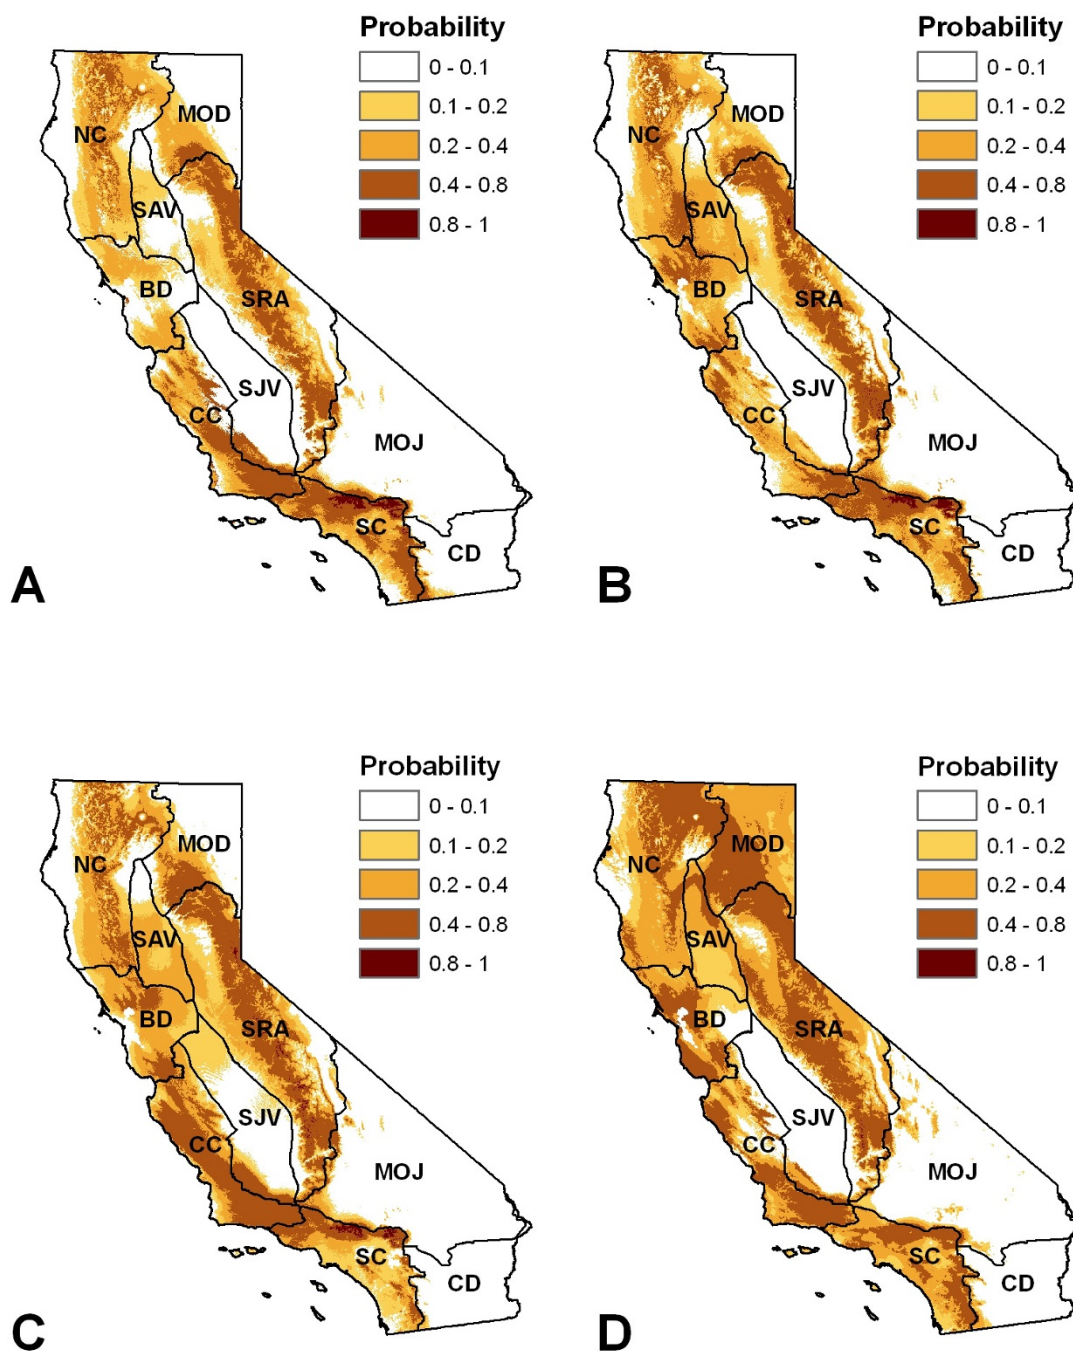 Probability
0 - 0.1
0.1 - 0.2
0.2 - 0.4
0.4 - 0.8
0.8 - 1
MOD
NC
SAV
BD
SRA
SJV
CC
MOJ
SC
CD
A
Probability
0 - 0.1
0.1 - 0.2
0.2 - 0.4
0.4 - 0.8
0.8 - 1
MOD
NC
SAV
BD
SRA
SJV
CC
MOJ
SC
CD
B
Probability
0 - 0.1
0.1 - 0.2
0.2 - 0.4
0.4 - 0.8
0.8 - 1
MOD
NC
SAV
BD
SRA
SJV
CC
MOJ
SC
CD
C
Probability
0 - 0.1
0.1 - 0.2
0.2 - 0.4
0.4 - 0.8
0.8 - 1
MOD
NC
SAV
BD
SRA
SJV
CC
MOJ
SC
CD
D